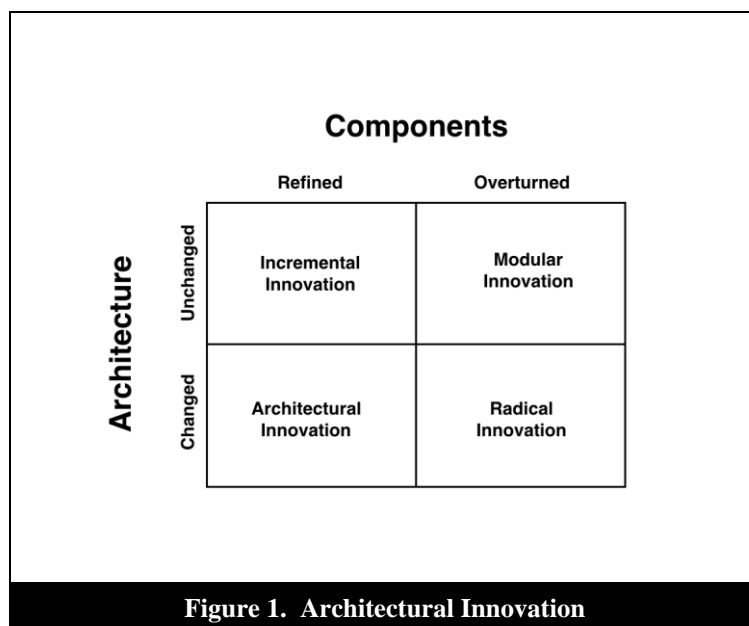 Components
Refined
Overturned
Architecture
Unchanged
Incremental
Innovation
Modular
Innovation
Changed
Architectural
Innovation
Radical
Innovation
Figure 1. Architectural Innovation